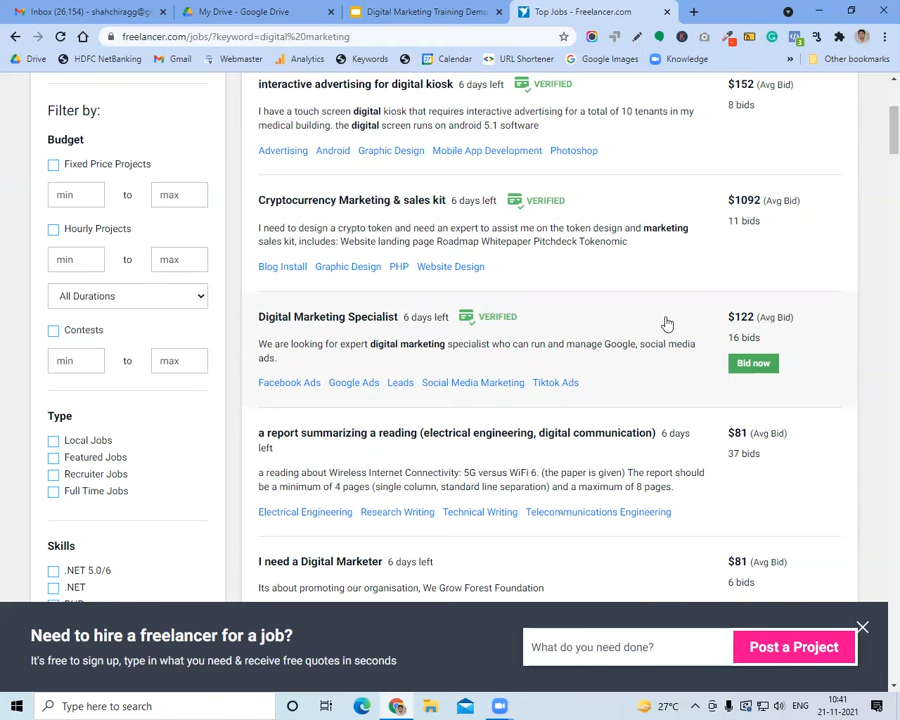 Inbox (26,154) - shahchiragg@g
My Drive - Google Drive
Digital Marketing Training Demo
Top Jobs - Freelancer.com
freelancer.com/jobs/?keyword=digital%20marketing
Drive
HDFC NetBanking
Gmail
Webmaster
Analytics
Keywords
Calendar
URL Shortener
Google Images
Knowledge
Other bookmarks
Filter by:
Budget
Fixed Price Projects
min to max
Hourly Projects
min to max
All Durations
Contests
min to max
Type
Local Jobs
Featured Jobs
Recruiter Jobs
Full Time Jobs
Skills
.NET 5.0/6
.NET
interactive advertising for digital kiosk 6 days left VERIFIED
$152 (Avg Bid)
8 bids
I have a touch screen digital kiosk that requires interactive advertising for a total of 10 tenants in my
medical building. the digital screen runs on android 5.1 software
Advertising Android Graphic Design Mobile App Development Photoshop
Cryptocurrency Marketing & sales kit 6 days left VERIFIED
$1092 (Avg Bid)
11 bids
I need to design a crypto token and need an expert to assist me on the token design and marketing
sales kit, includes: Website landing page Roadmap Whitepaper Pitchdeck Tokenomic
Blog Install Graphic Design PHP Website Design
Digital Marketing Specialist 6 days left VERIFIED
$122 (Avg Bid)
16 bids
Bid now
We are looking for expert digital marketing specialist who can run and manage Google, social media
ads.
Facebook Ads Google Ads Leads Social Media Marketing Tiktok Ads
a report summarizing a reading (electrical engineering, digital communication) 6 days
left
$81 (Avg Bid)
37 bids
a reading about Wireless Internet Connectivity: 5G versus WiFi 6. (the paper is given) The report should
be a minimum of 4 pages (single column, standard line separation) and a maximum of 8 pages.
Electrical Engineering Research Writing Technical Writing Telecommunications Engineering
I need a Digital Marketer 6 days left
$81 (Avg Bid)
6 bids
Its about promoting our organisation, We Grow Forest Foundation
Need to hire a freelancer for a job?
It's free to sign up, type in what you need & receive free quotes in seconds
What do you need done?
Post a Project
Type here to search
27°C
ENG
10:41
21-11-2021